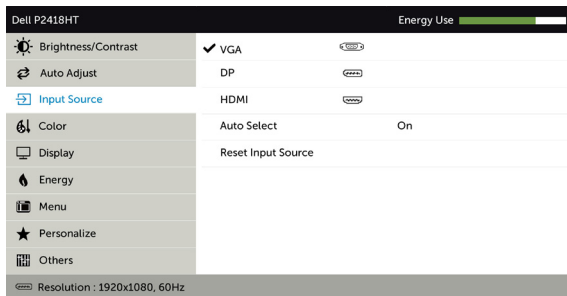 Dell P2418HT Energy Use
Brightness/Contrast
Auto Adjust
Input Source
Color
Display
Energy
Menu
Personalize
Others
VGA
DP
HDMI
Auto Select On
Reset Input Source
Resolution : 1920x1080, 60Hz